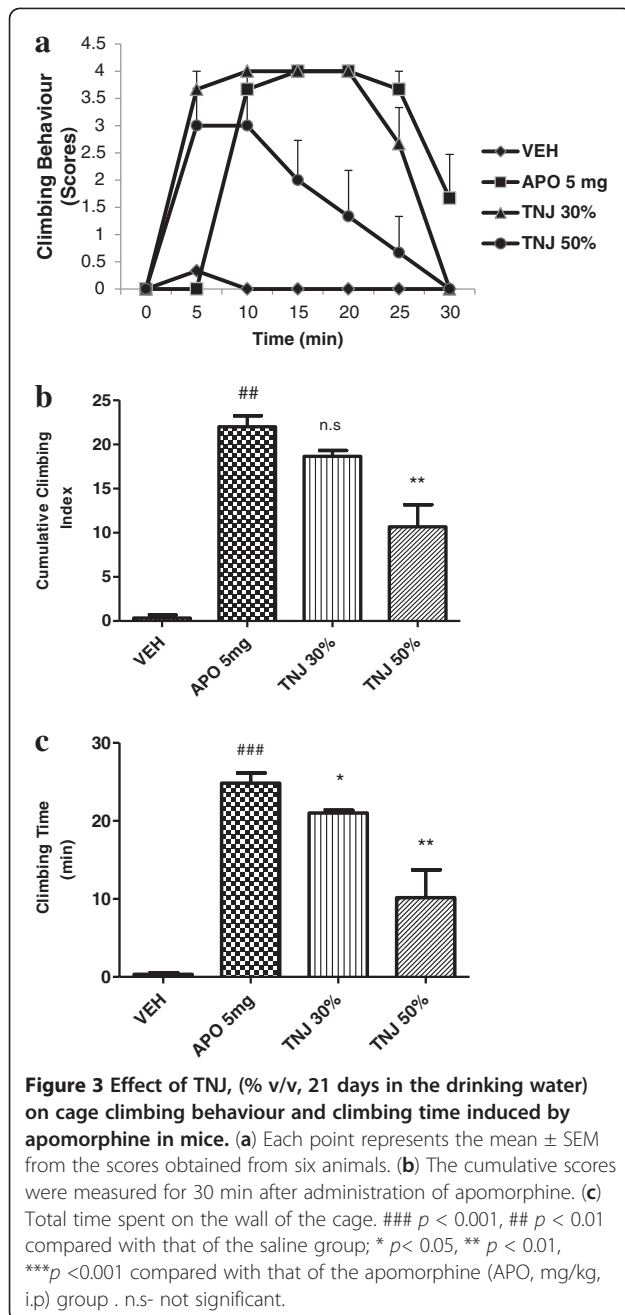 a
Climbing Behaviour
(Scores)
4.5
4
3.5
3
2.5
2
1.5
1
0.5
0
0 5 10 15 20 25 30
Time (min)
VEH
APO 5 mg
TNJ 30%
TNJ 50%
b
Cumulative Climbing
Index
25
20
15
10
5
0
##
n.s
**
VEH
APO 5mg
TNJ 30%
TNJ 50%
c
Climbing Time
(min)
30
20
10
0
###
*
**
VEH
APO 5mg
TNJ 30%
TNJ 50%
Figure 3 Effect of TNJ, (% v/v, 21 days in the drinking water)
on cage climbing behaviour and climbing time induced by
apomorphine in mice. (a) Each point represents the mean ± SEM
from the scores obtained from six animals. (b) The cumulative scores
were measured for 30 min after administration of apomorphine. (c)
Total time spent on the wall of the cage. ### p < 0.001, ## p < 0.01
compared with that of the saline group; * p< 0.05, ** p < 0.01,
***p <0.001 compared with that of the apomorphine (APO, mg/kg,
i.p) group . n.s- not significant.